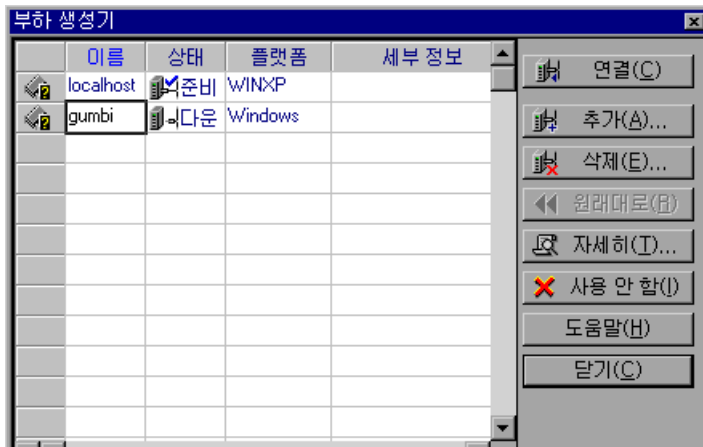 부하 생성기
이름 상태 플랫폼 세부 정보
localhost 준비 WINXP
gumbi 다운 Windows
연결(C)
추가(A)...
삭제(E)...
원래대로(R)
자세히(T)...
사용 안 함(I)
도움말(H)
닫기(C)